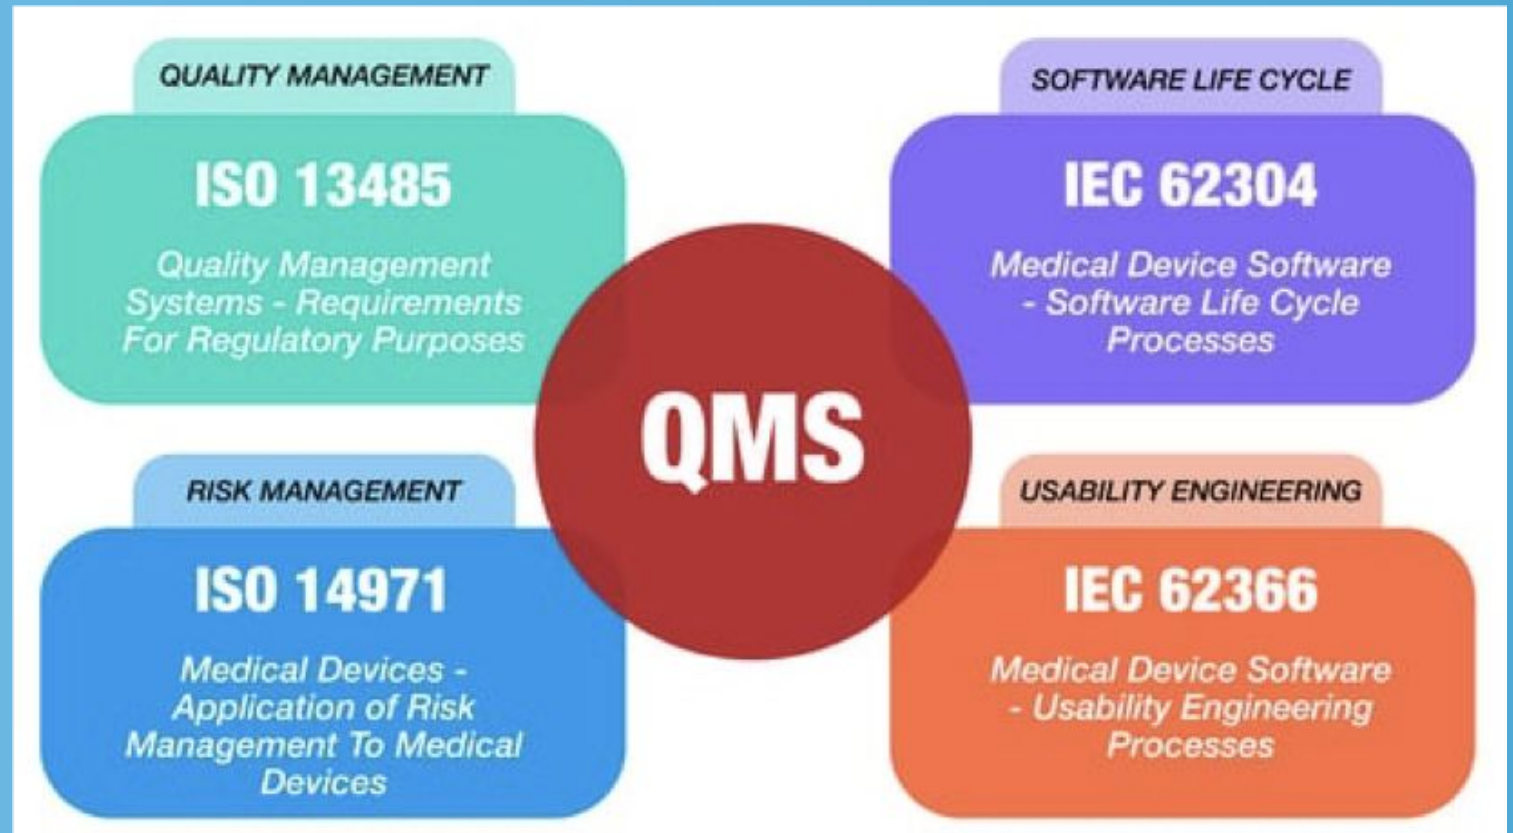 QUALITY MANAGEMENT
ISO 13485
Quality Management
Systems - Requirements
For Regulatory Purposes
SOFTWARE LIFE CYCLE
IEC 62304
Medical Device Software
- Software Life Cycle
Processes
QMS
RISK MANAGEMENT
ISO 14971
Medical Devices -
Application of Risk
Management To Medical
Devices
USABILITY ENGINEERING
IEC 62366
Medical Device Software
- Usability Engineering
Processes